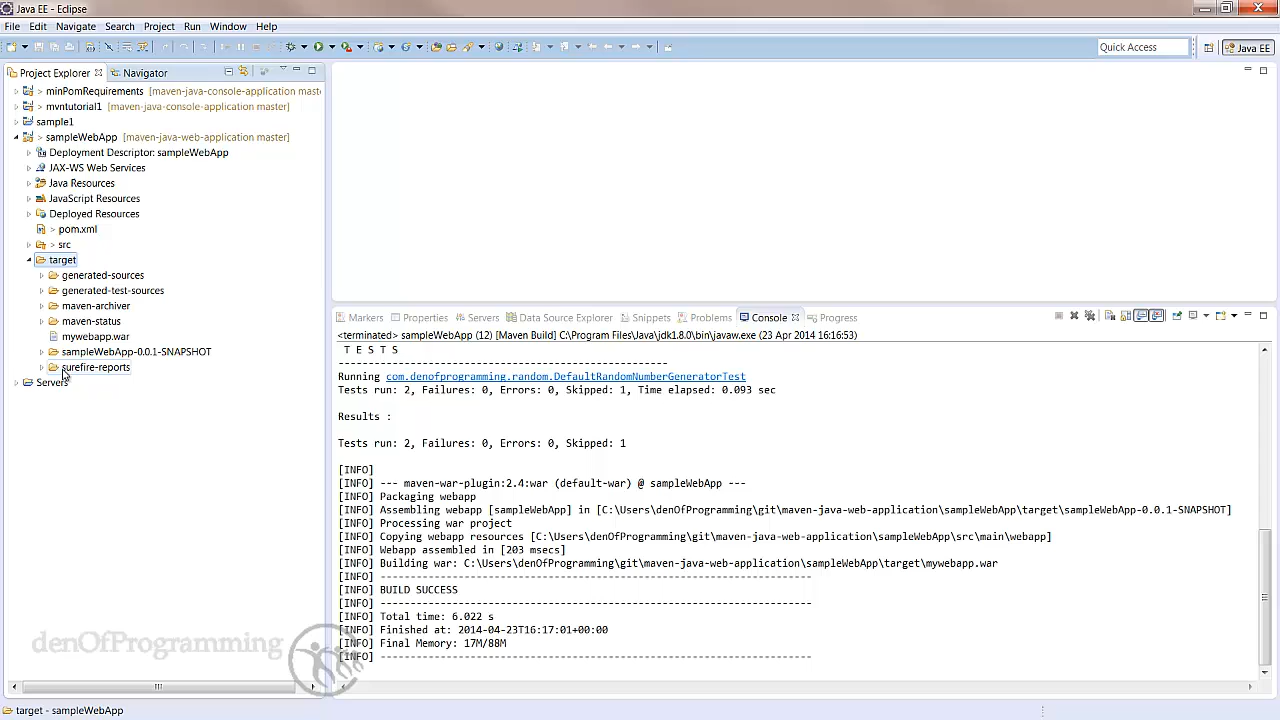 Java EE - Eclipse
File Edit Navigate Search Project Run Window Help
Quick Access
Java EE
Project Explorer
Navigator
> minPomRequirements [maven-java-console-application mast
> mvntutorial1 [maven-java-console-application master]
sample1
> sampleWebApp [maven-java-web-application master]
Deployment Descriptor: sampleWebApp
JAX-WS Web Services
Java Resources
JavaScript Resources
Deployed Resources
> pom.xml
> src
target
generated-sources
generated-test-sources
maven-archiver
maven-status
mywebapp.war
sampleWebApp-0.0.1-SNAPSHOT
surefire-reports
Servers
Markers Properties Servers Data Source Explorer Snippets Problems Console Progress
<terminated> sampleWebApp (12) [Maven Build] C:\Program Files\Java\jdk1.8.0\bin\javaw.exe (23 Apr 2014 16:16:53)
T E S T S
-------------------------------------------------------
Running com.denofprogramming.random.DefaultRandomNumberGeneratorTest
Tests run: 2, Failures: 0, Errors: 0, Skipped: 1, Time elapsed: 0.093 sec
Results :
Tests run: 2, Failures: 0, Errors: 0, Skipped: 1
[INFO]
[INFO] --- maven-war-plugin:2.4:war (default-war) @ sampleWebApp ---
[INFO] Packaging webapp
[INFO] Assembling webapp [sampleWebApp] in [C:\Users\denOfProgramming\git\maven-java-web-application\sampleWebApp\target\sampleWebApp-0.0.1-SNAPSHOT]
[INFO] Processing war project
[INFO] Copying webapp resources [C:\Users\denOfProgramming\git\maven-java-web-application\sampleWebApp\src\main\webapp]
[INFO] Webapp assembled in [203 msecs]
[INFO] Building war: C:\Users\denOfProgramming\git\maven-java-web-application\sampleWebApp\target\mywebapp.war
[INFO] ------------------------------------------------------------------------
[INFO] BUILD SUCCESS
[INFO] ------------------------------------------------------------------------
[INFO] Total time: 6.022 s
[INFO] Finished at: 2014-04-23T16:17:01+00:00
[INFO] Final Memory: 17M/88M
[INFO] ------------------------------------------------------------------------
denOfProgramming
target - sampleWebApp